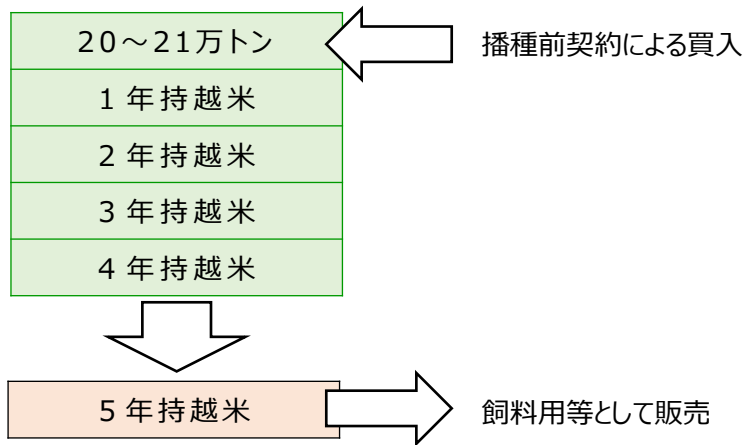 20～21万トン
播種前契約による買入
１年持越米
２年持越米
３年持越米
４年持越米
５年持越米
飼料用等として販売